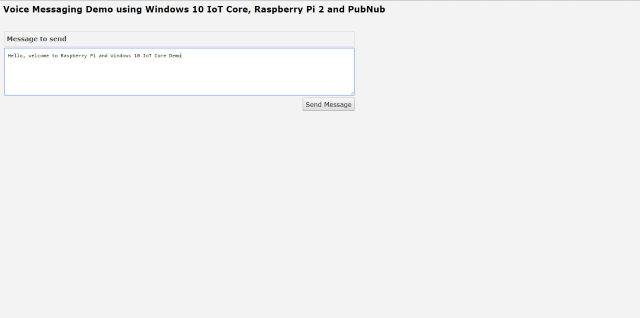 Voice Messaging Demo using Windows 10 IoT Core, Raspberry Pi 2 and PubNub
Message to send
Hello, welcome to Raspberry Pi and Windows 10 IoT Core Demo
Send Message